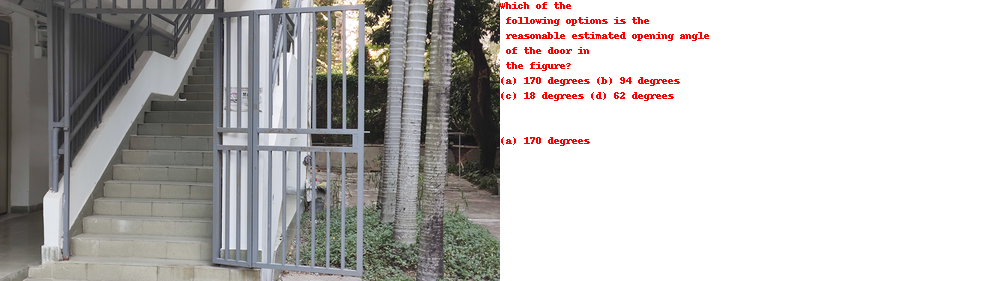 Which of the
following options is the
reasonable estimated opening angle
of the door in
the figure?
(a) 170 degrees (b) 94 degrees
(c) 18 degrees (d) 62 degrees
(a) 170 degrees